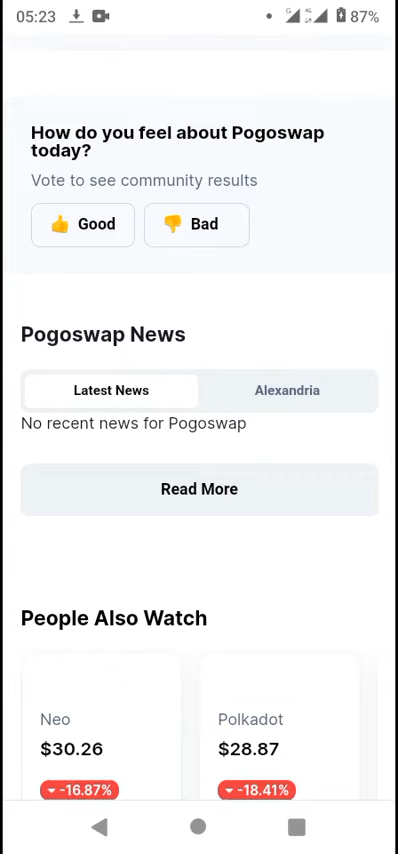 05:23 87%
How do you feel about Pogoswap
today?
Vote to see community results
👍 Good 👎 Bad
Pogoswap News
Latest News Alexandria
No recent news for Pogoswap
Read More
People Also Watch
Neo Polkadot
$30.26 $28.87
-16.87% -18.41%